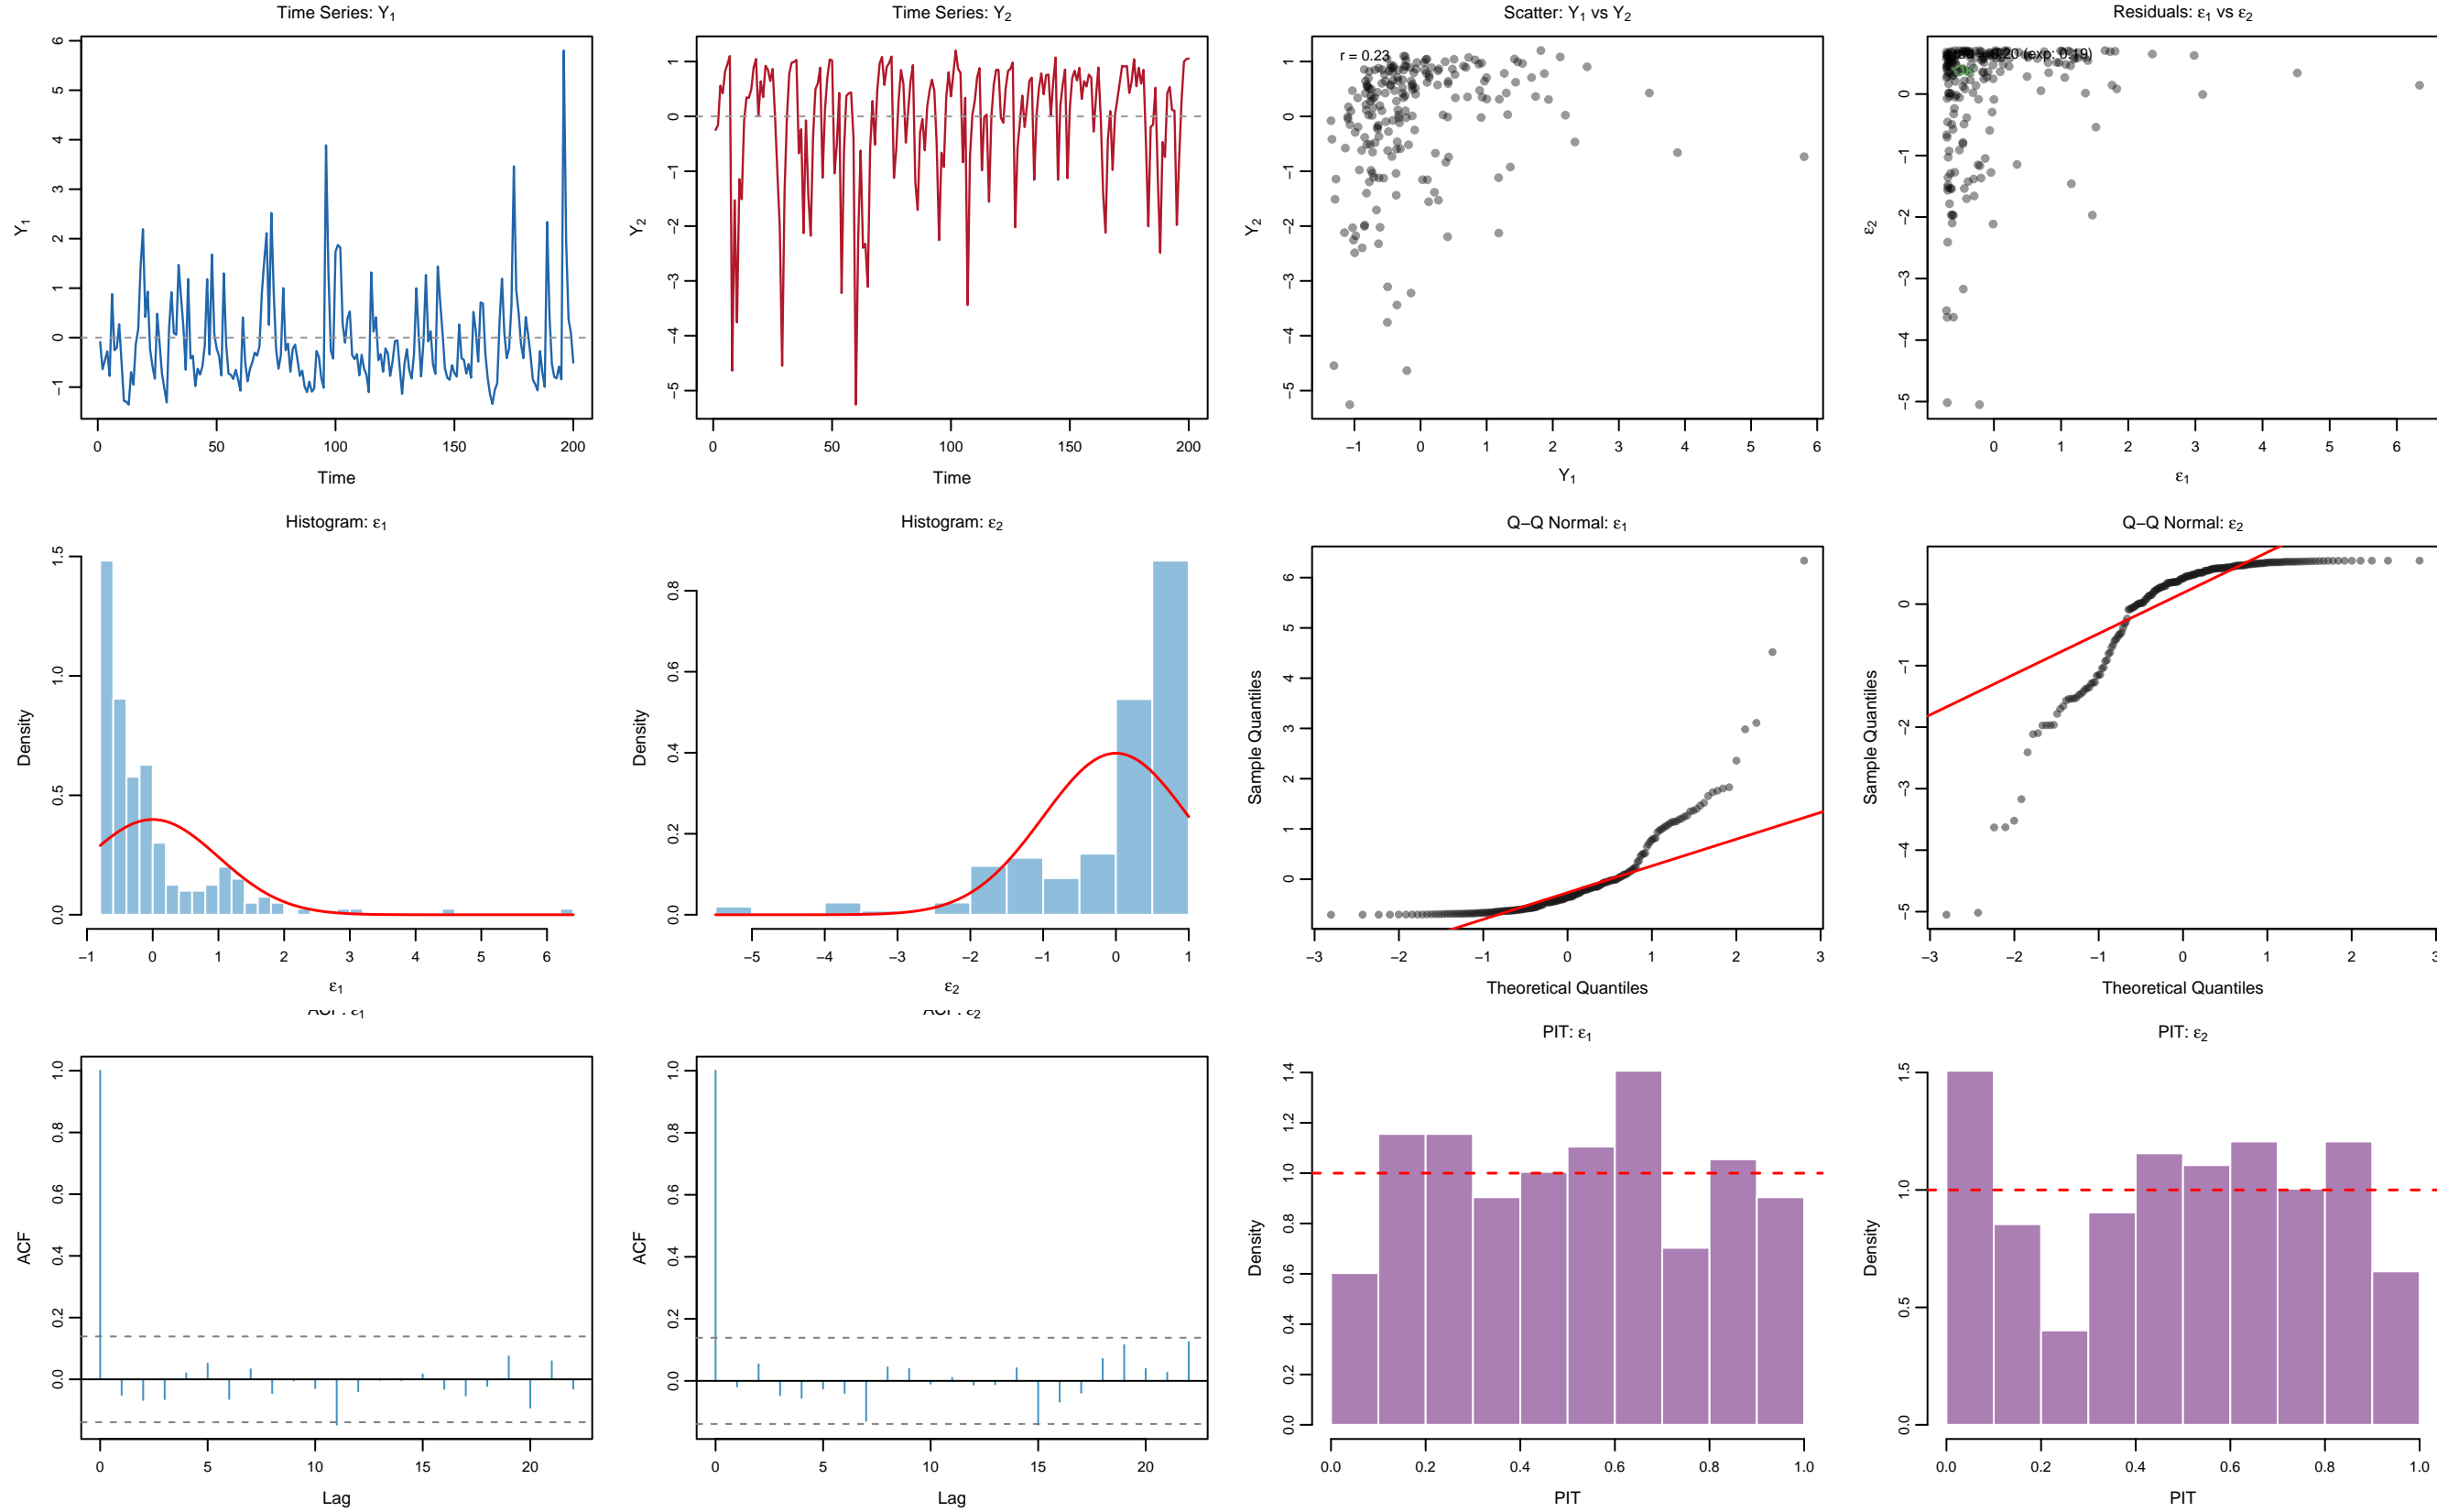 Time Series: Y₁
6
5
4
3
2
1
0
−1
Y₁
0 50 100 150 200
Time
Time Series: Y₂
1
0
−1
−2
−3
−4
−5
Y₂
0 50 100 150 200
Time
Scatter: Y₁ vs Y₂
r = 0.23
1
0
−1
−2
−3
−4
−5
Y₂
−1 0 1 2 3 4 5 6
Y₁
Residuals: ε₁ vs ε₂
0.20 (exp: 0.19)
0
−1
−2
−3
−4
−5
ε₂
0 1 2 3 4 5 6
ε₁
Histogram: ε₁
1.5
1.0
0.5
0.0
Density
−1 0 1 2 3 4 5 6
ε₁
Histogram: ε₂
0.8
0.6
0.4
0.2
0.0
Density
−5 −4 −3 −2 −1 0 1
ε₂
Q−Q Normal: ε₁
6
5
4
3
2
1
0
Sample Quantiles
−3 −2 −1 0 1 2 3
Theoretical Quantiles
Q−Q Normal: ε₂
0
−1
−2
−3
−4
−5
Sample Quantiles
−3 −2 −1 0 1 2 3
Theoretical Quantiles
1.0
0.8
0.6
0.4
0.2
0.0
ACF
0 5 10 15 20
Lag
1.0
0.8
0.6
0.4
0.2
0.0
ACF
0 5 10 15 20
Lag
PIT: ε₁
1.4
1.2
1.0
0.8
0.6
0.4
0.2
0.0
Density
0.0 0.2 0.4 0.6 0.8 1.0
PIT
PIT: ε₂
1.5
1.0
0.5
0.0
Density
0.0 0.2 0.4 0.6 0.8 1.0
PIT